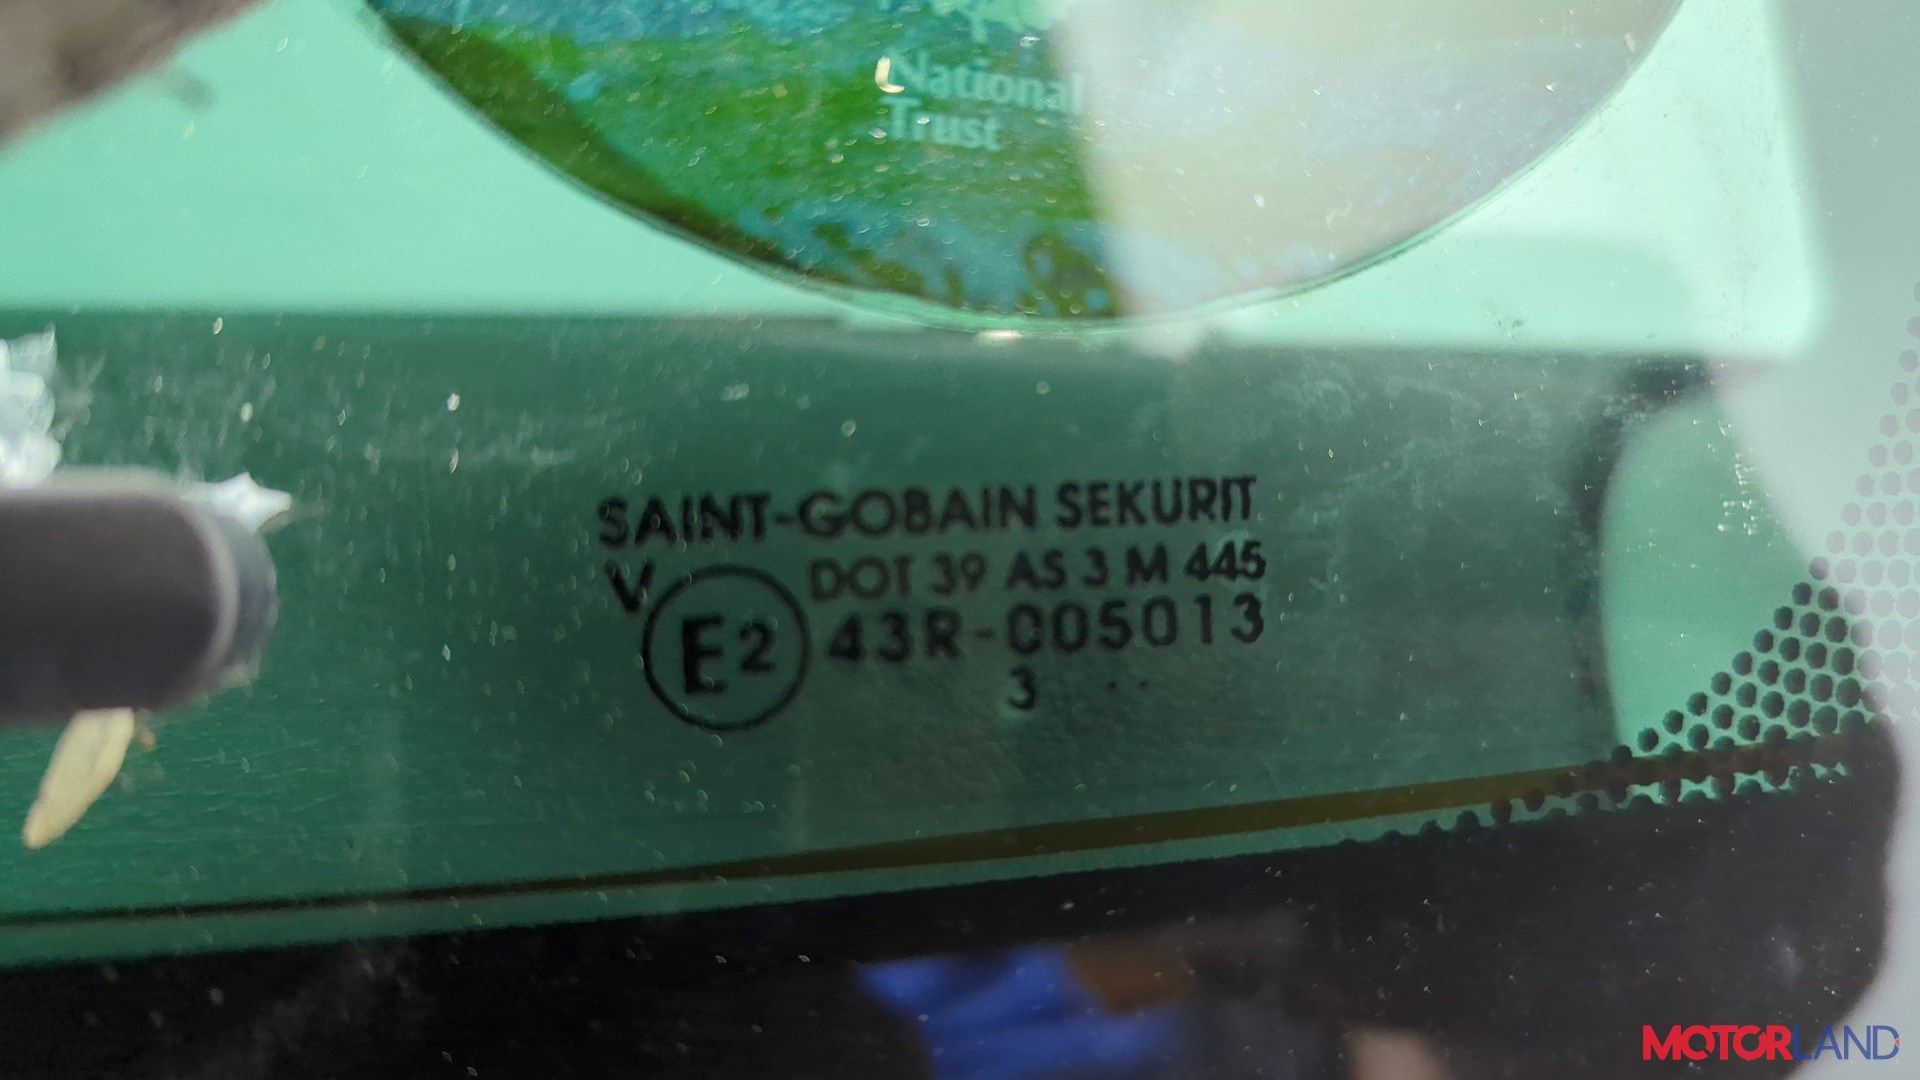 National
Trust
SAINT-GOBAIN SEKURIT
V DOT 39 AS 3 M 445
E2 43R-005013
3 ..
MOTORLAND